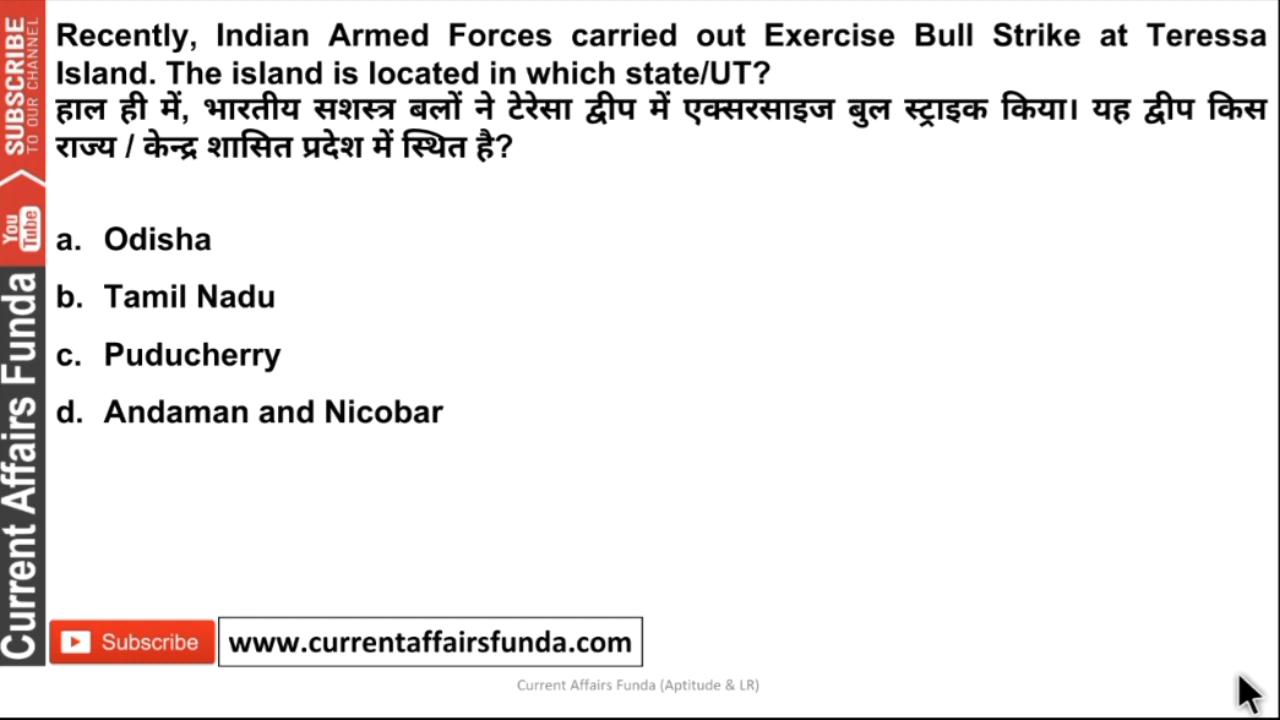 Recently, Indian Armed Forces carried out Exercise Bull Strike at Teressa
Island. The island is located in which state/UT?
हाल ही में, भारतीय सशस्त्र बलों ने टेरेसा द्वीप में एक्सरसाइज बुल स्ट्राइक किया। यह द्वीप किस
राज्य / केन्द्र शासित प्रदेश में स्थित है?
a. Odisha
b. Tamil Nadu
c. Puducherry
d. Andaman and Nicobar
SUBSCRIBE
TO OUR CHANNEL
You
Tube
Current Affairs Funda
Subscribe
www.currentaffairsfunda.com
Current Affairs Funda (Aptitude & LR)